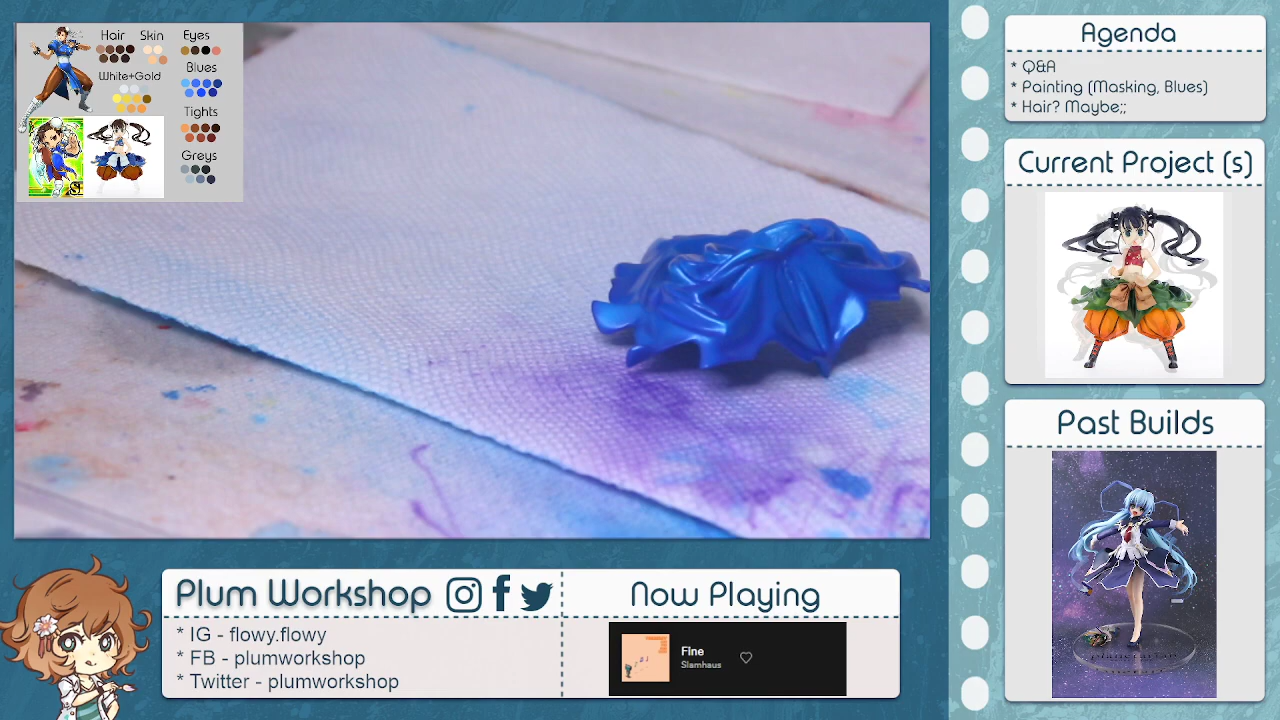 Hair Skin Eyes
White+Gold
Blues
Tights
Greys
Agenda
* Q&A
* Painting (Masking, Blues)
* Hair? Maybe;;
Current Project (s)
Past Builds
planetarian
Plum Workshop
* IG - flowy.flowy
* FB - plumworkshop
* Twitter - plumworkshop
Now Playing
FIne
Slamhaus